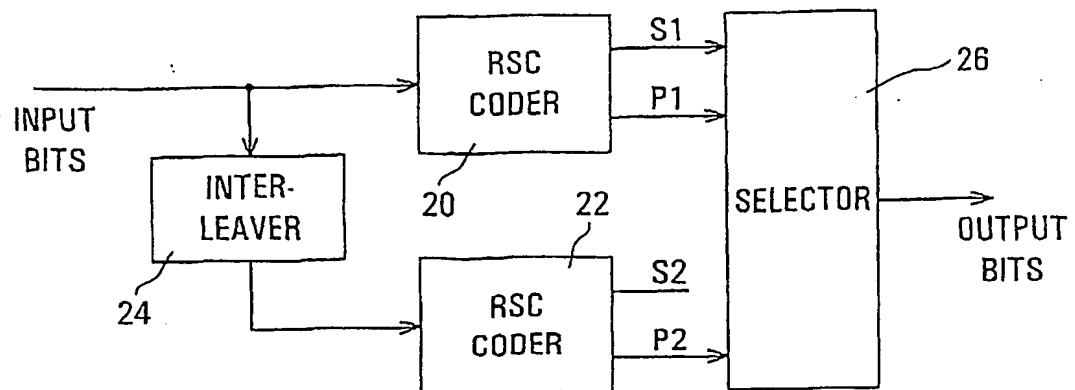 INPUT
BITS
INTER-
LEAVER
24
RSC
CODER
20
S1
P1
RSC
CODER
22
S2
P2
SELECTOR
26
OUTPUT
BITS